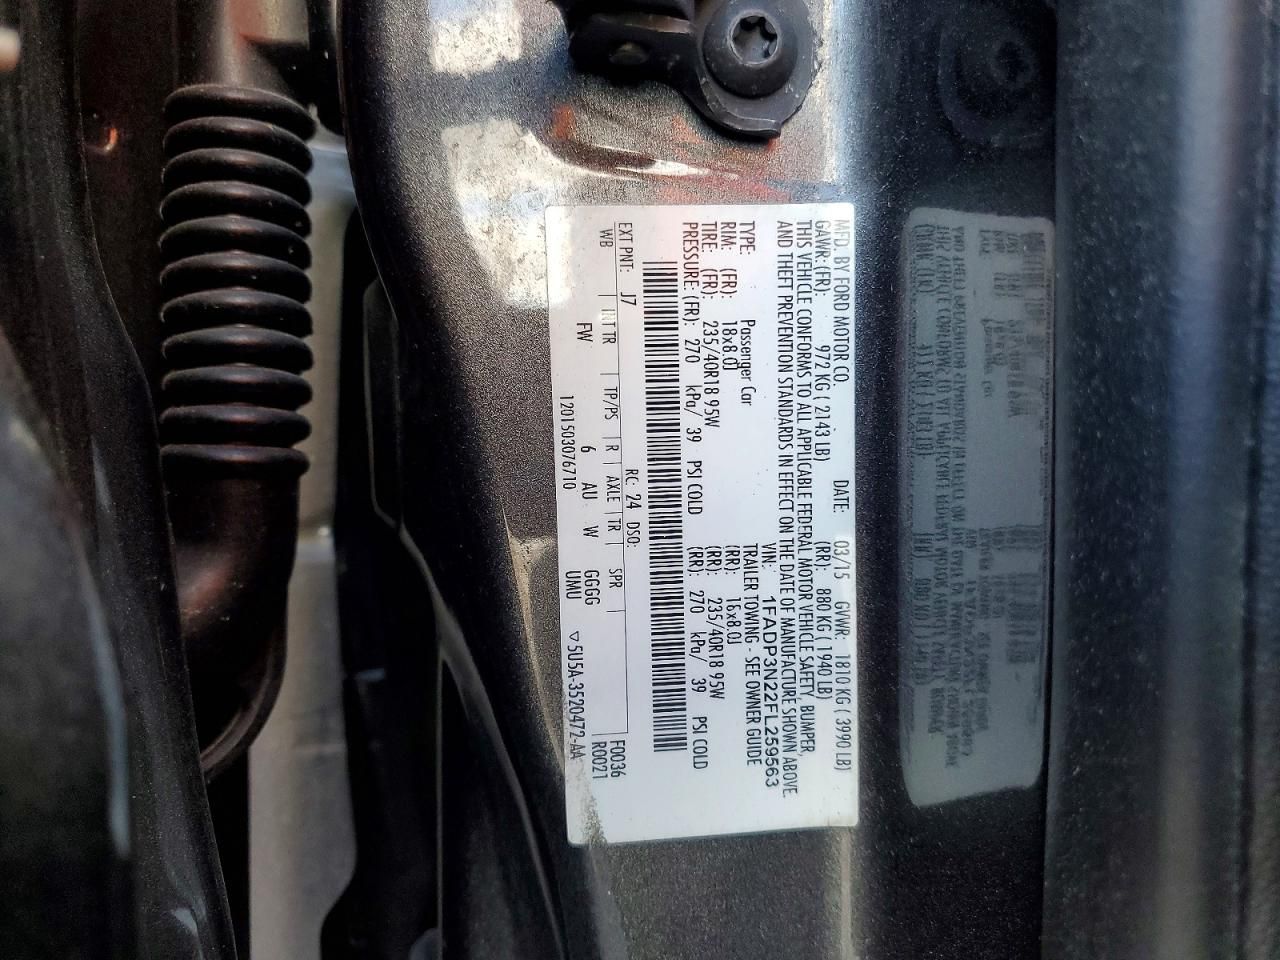 MFD. BY FORD MOTOR CO.
DATE: 03/15 GVWR: 1810 KG ( 3990 LB)
GAWR: (FR): 972 KG ( 2143 LB) (RR): 880 KG ( 1940 LB)
THIS VEHICLE CONFORMS TO ALL APPLICABLE FEDERAL MOTOR VEHICLE SAFETY, BUMPER,
AND THEFT PREVENTION STANDARDS IN EFFECT ON THE DATE OF MANUFACTURE SHOWN ABOVE.
VIN: 1FADP3N22FL259563
TYPE: Passenger Car TRAILER TOWING - SEE OWNER GUIDE
RIM: (FR): 18x8.0J (RR): 18x8.0J
TIRE: (FR): 235/40R18 95W (RR): 235/40R18 95W
PRESSURE: (FR): 270 kPa/ 39 PSI COLD (RR): 270 kPa/ 39 PSI COLD
EXT PNT: J7 RC: 24 DSO: F0036
WB INT TR TP/PS R AXLE TR SPR R0021
FW 6 AU W GGGG
1201503076710 UMU ▽5U5A-3520472-AA